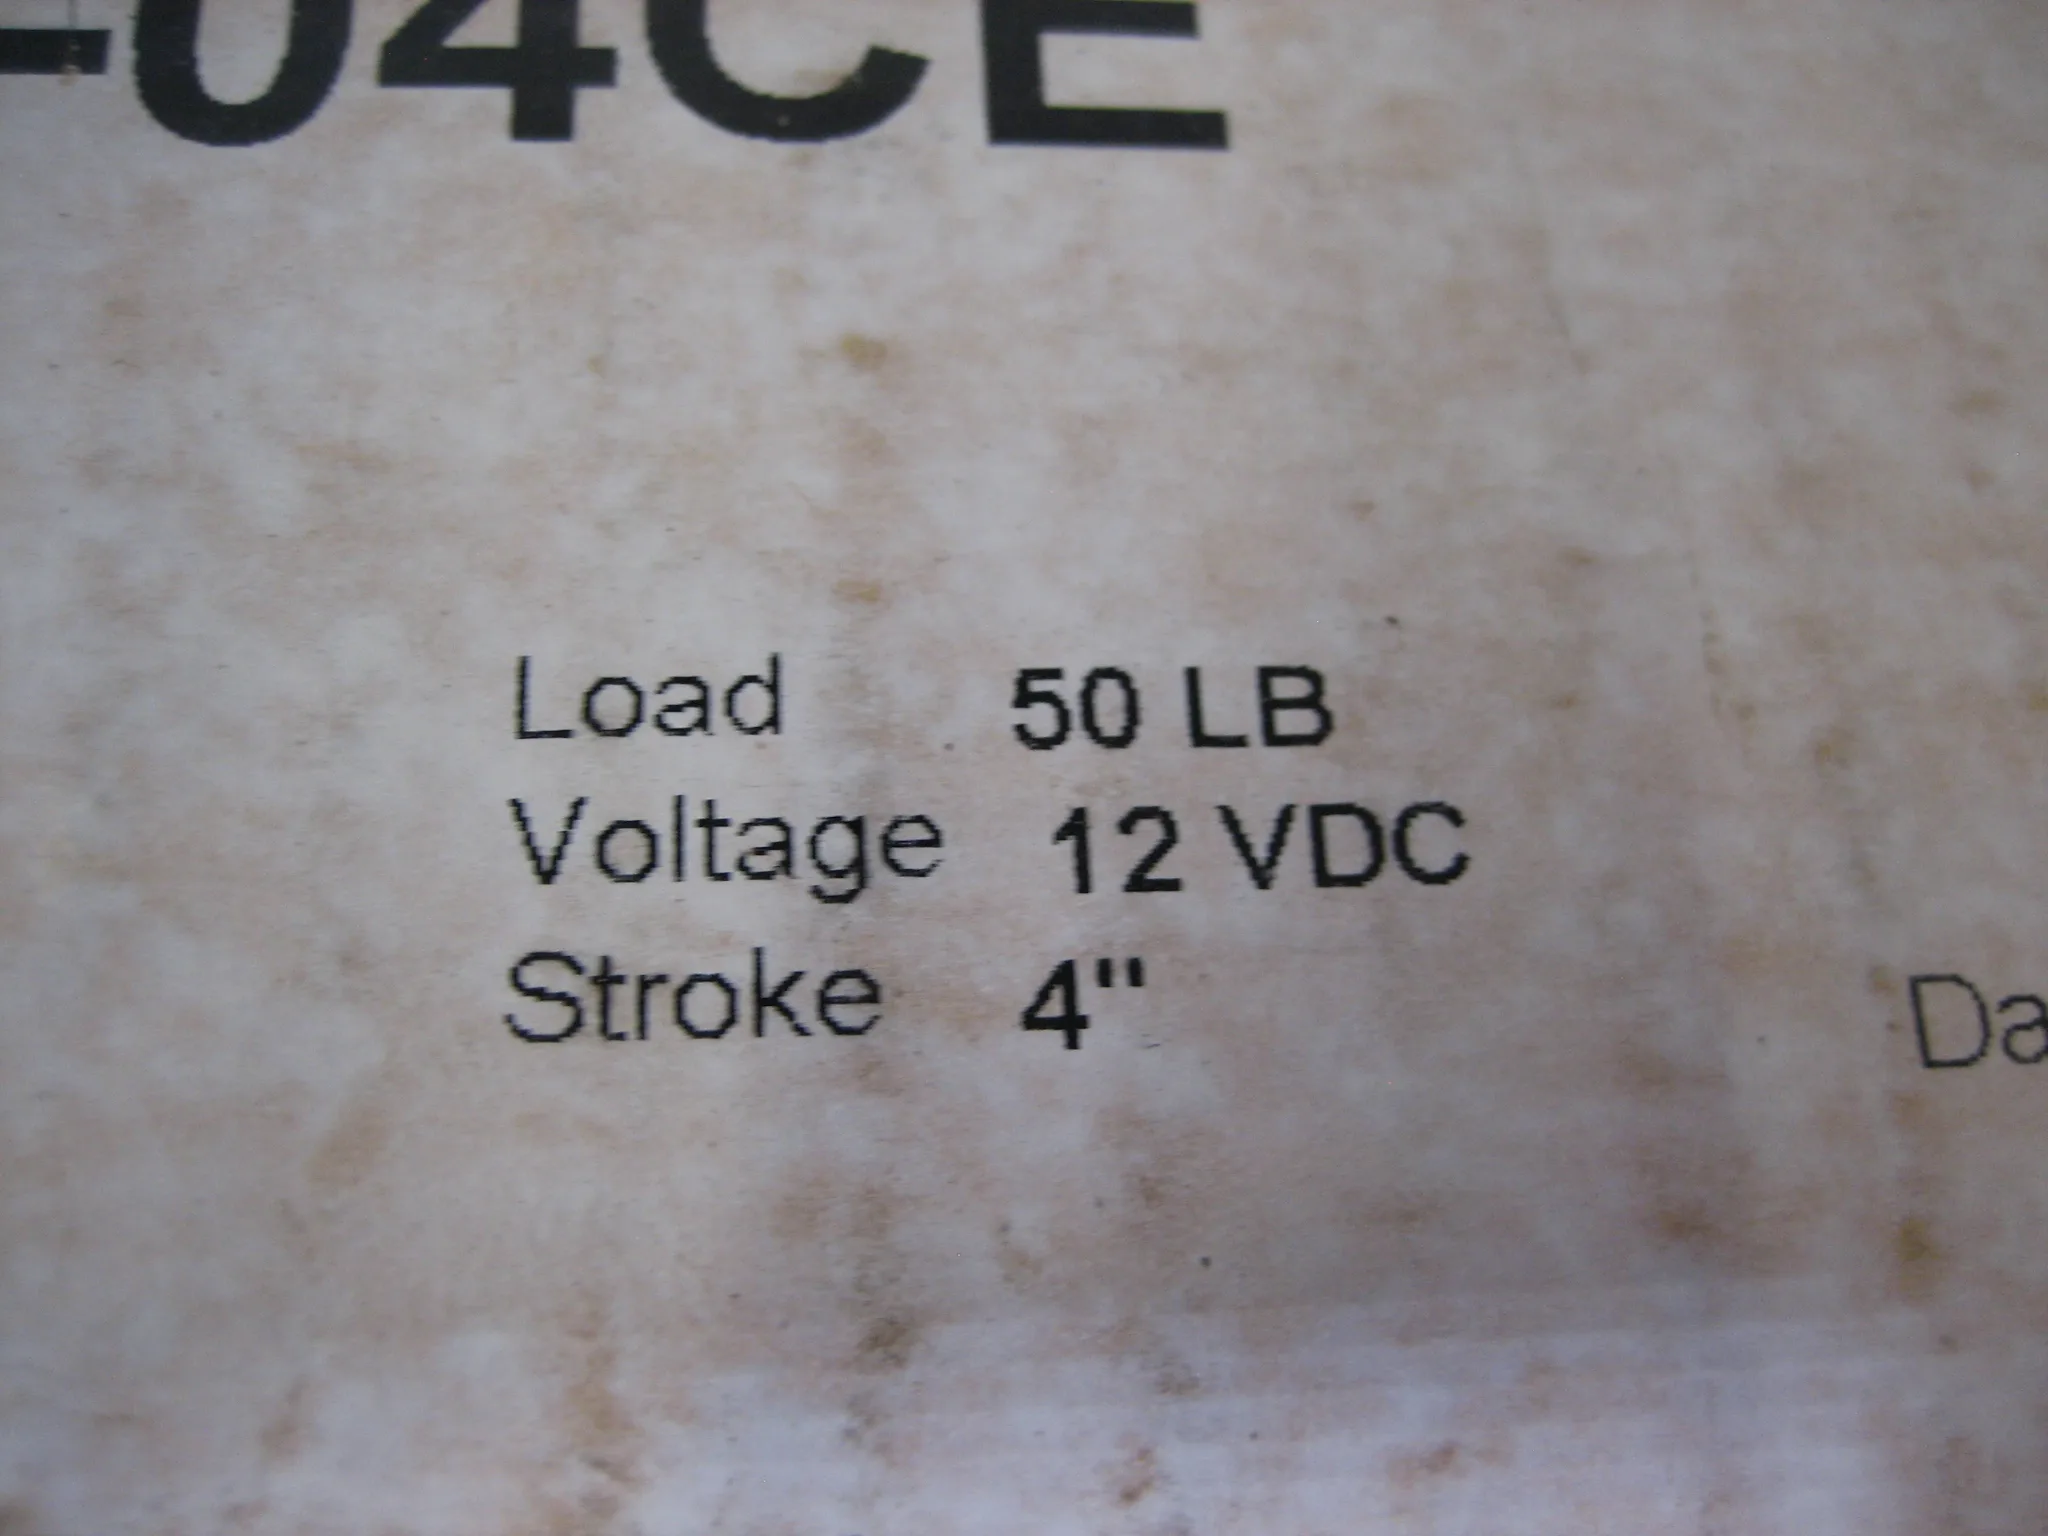 -04CE
Load 50 LB
Voltage 12 VDC
Stroke 4"
Da